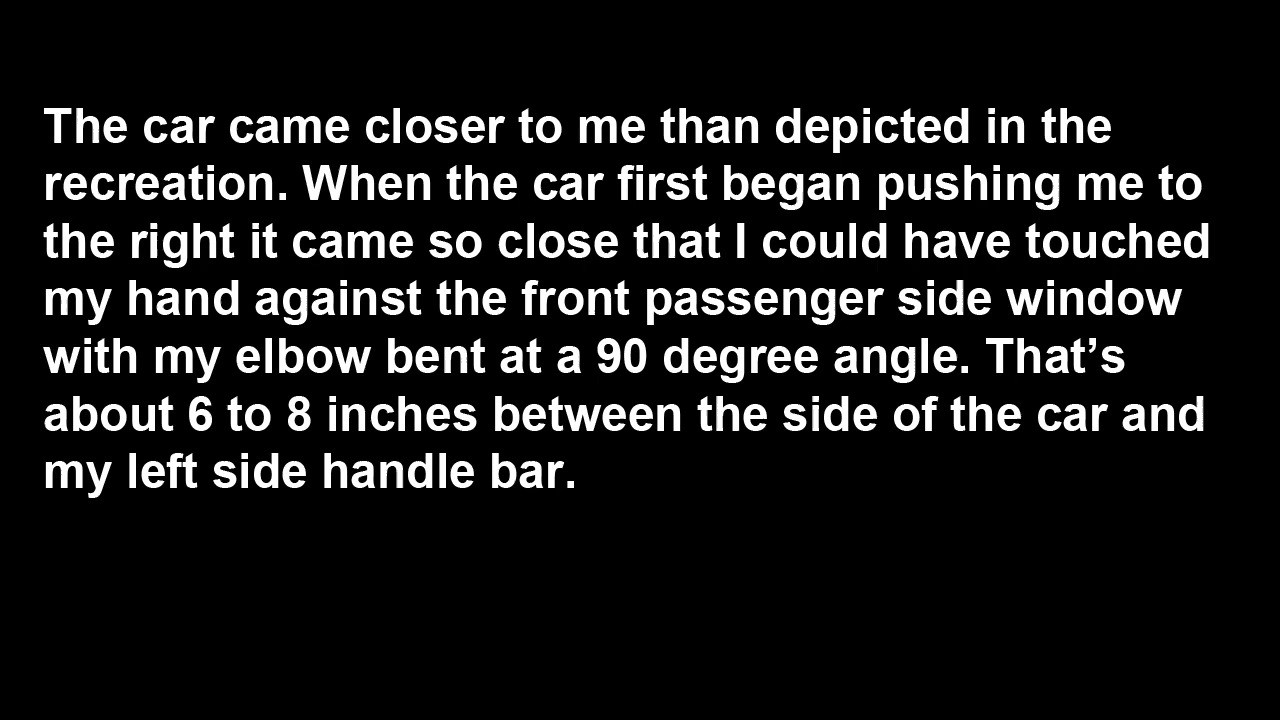 The car came closer to me than depicted in the
recreation. When the car first began pushing me to
the right it came so close that I could have touched
my hand against the front passenger side window
with my elbow bent at a 90 degree angle. That’s
about 6 to 8 inches between the side of the car and
my left side handle bar.